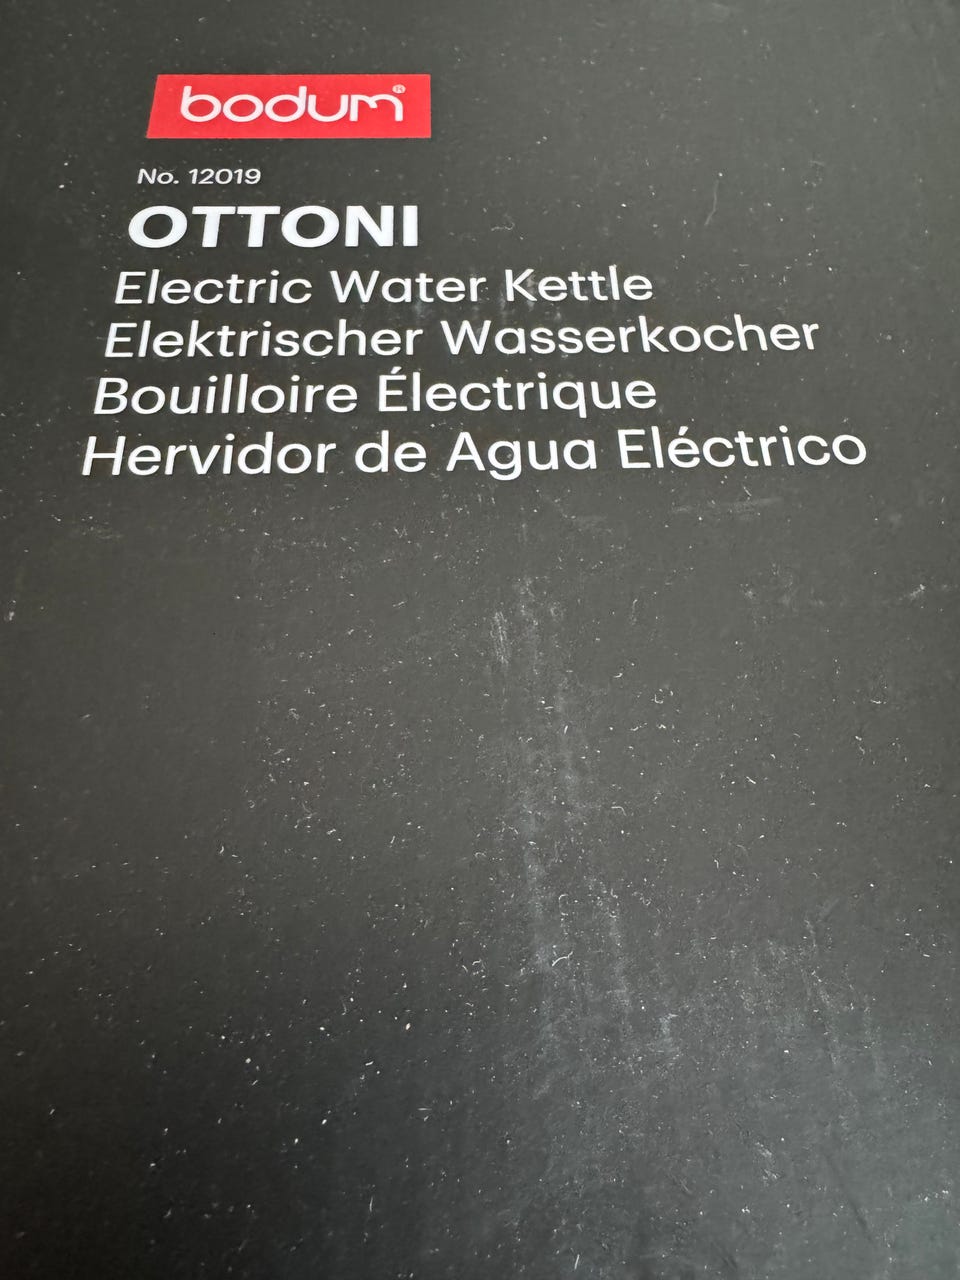 bodum®
No. 12019
OTTONI
Electric Water Kettle
Elektrischer Wasserkocher
Bouilloire Électrique
Hervidor de Agua Eléctrico